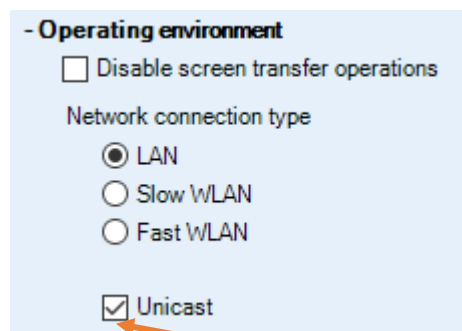 - Operating environment
Disable screen transfer operations
Network connection type
LAN
Slow WLAN
Fast WLAN
Unicast